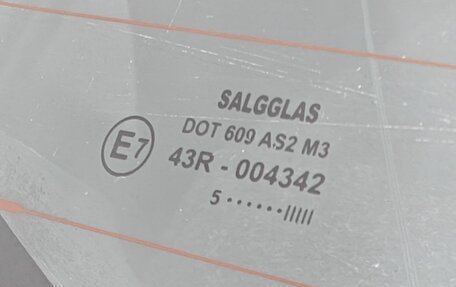 SALGGLAS
DOT 609 AS2 M3
E7
43R - 004342
5 ······IIIII